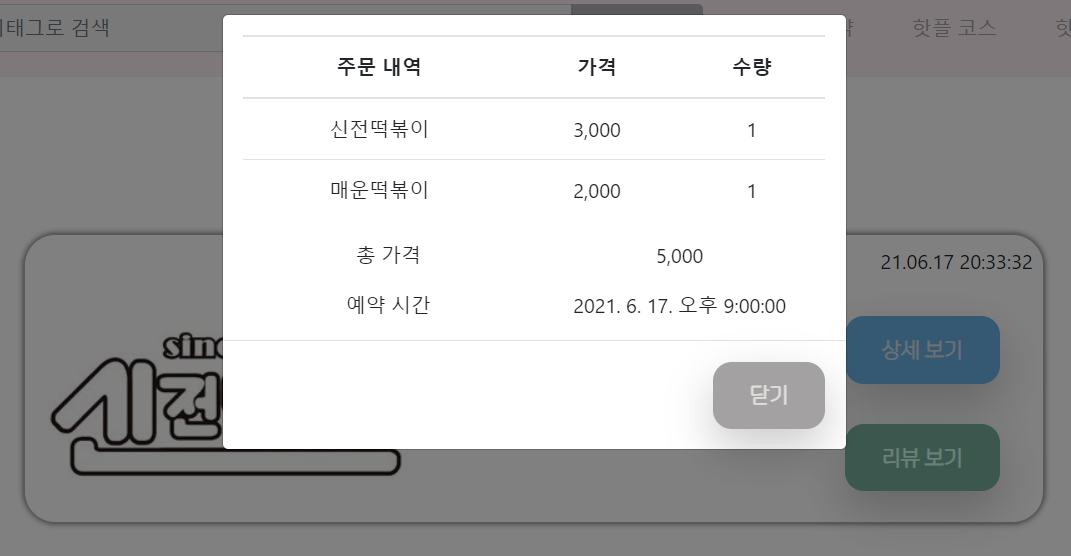 태그로 검색
핫플 코스
주문 내역 가격 수량
신전떡볶이 3,000 1
매운떡볶이 2,000 1
총 가격 5,000
예약 시간 2021. 6. 17. 오후 9:00:00
닫기
21.06.17 20:33:32
상세 보기
리뷰 보기
sinc
신전